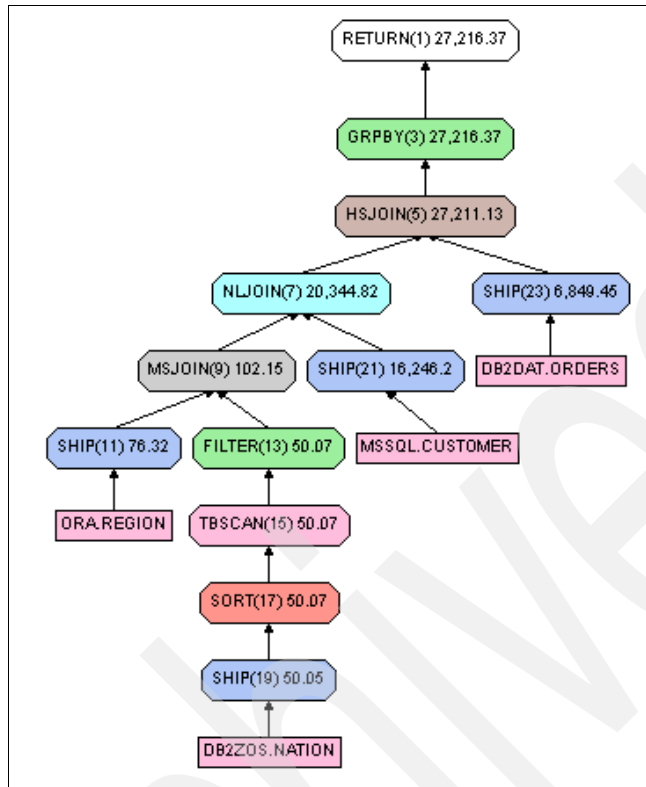 RETURN(1) 27,216.37
GRPBY(3) 27,216.37
HSJOIN(5) 27,211.13
NLJOIN(7) 20,344.82
SHIP(23) 6,849.45
MSJOIN(9) 102.15
SHIP(21) 16,246.2
DB2DAT.ORDERS
SHIP(11) 76.32
FILTER(13) 50.07
MSSQL.CUSTOMER
ORA.REGION
TBSCAN(15) 50.07
SORT(17) 50.07
SHIP(19) 50.05
DB2ZOS.NATION